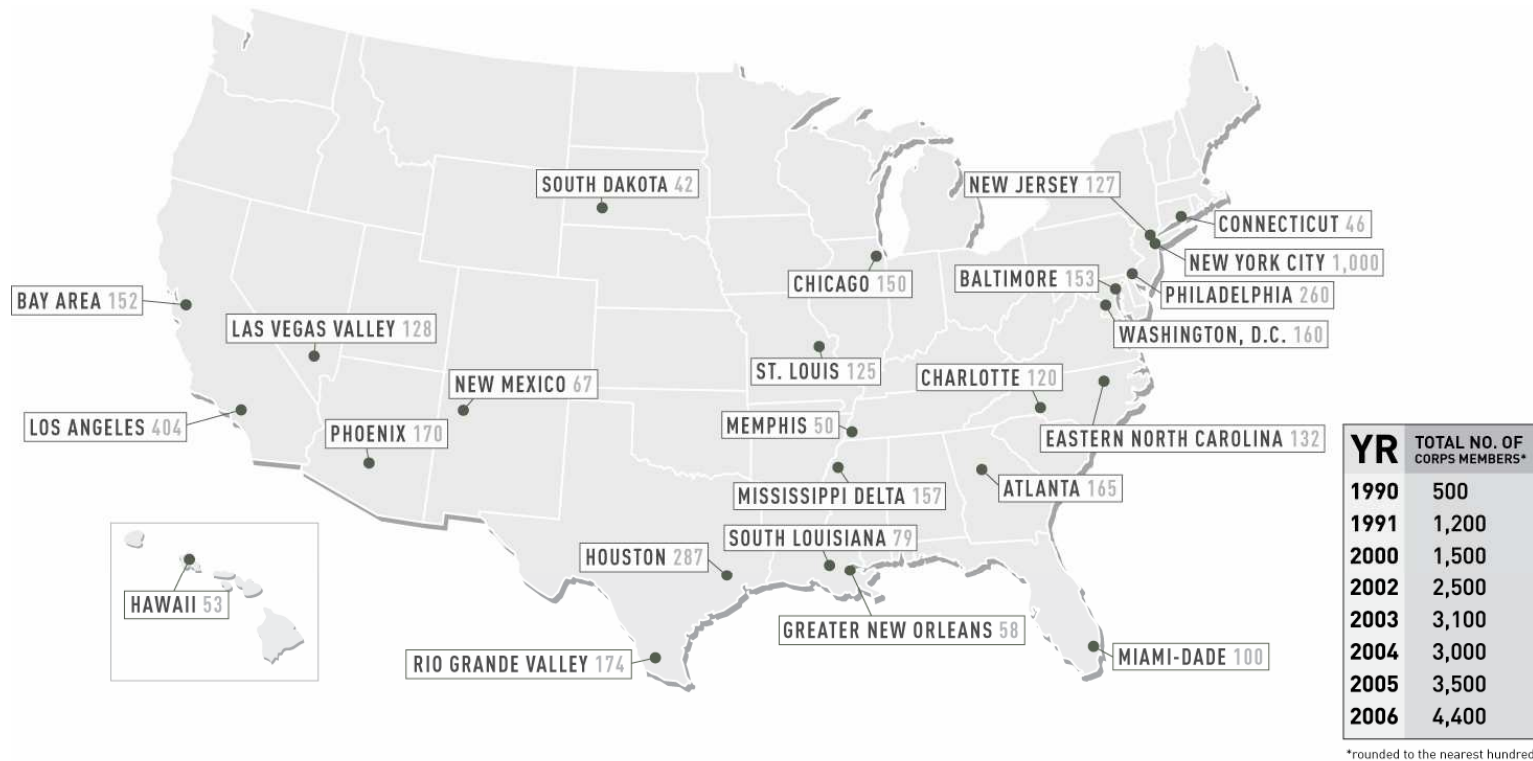 SOUTH DAKOTA 42
NEW JERSEY 127
CONNECTICUT 46
NEW YORK CITY 1,000
CHICAGO 150
BALTIMORE 153
PHILADELPHIA 260
BAY AREA 152
LAS VEGAS VALLEY 128
WASHINGTON, D.C. 160
ST. LOUIS 125
CHARLOTTE 120
NEW MEXICO 67
LOS ANGELES 404
PHOENIX 170
MEMPHIS 50
EASTERN NORTH CAROLINA 132
MISSISSIPPI DELTA 157
ATLANTA 165
SOUTH LOUISIANA 79
HOUSTON 287
HAWAII 53
GREATER NEW ORLEANS 58
RIO GRANDE VALLEY 174
MIAMI-DADE 100
YR TOTAL NO. OF
CORPS MEMBERS*
1990 500
1991 1,200
2000 1,500
2002 2,500
2003 3,100
2004 3,000
2005 3,500
2006 4,400
*rounded to the nearest hundred